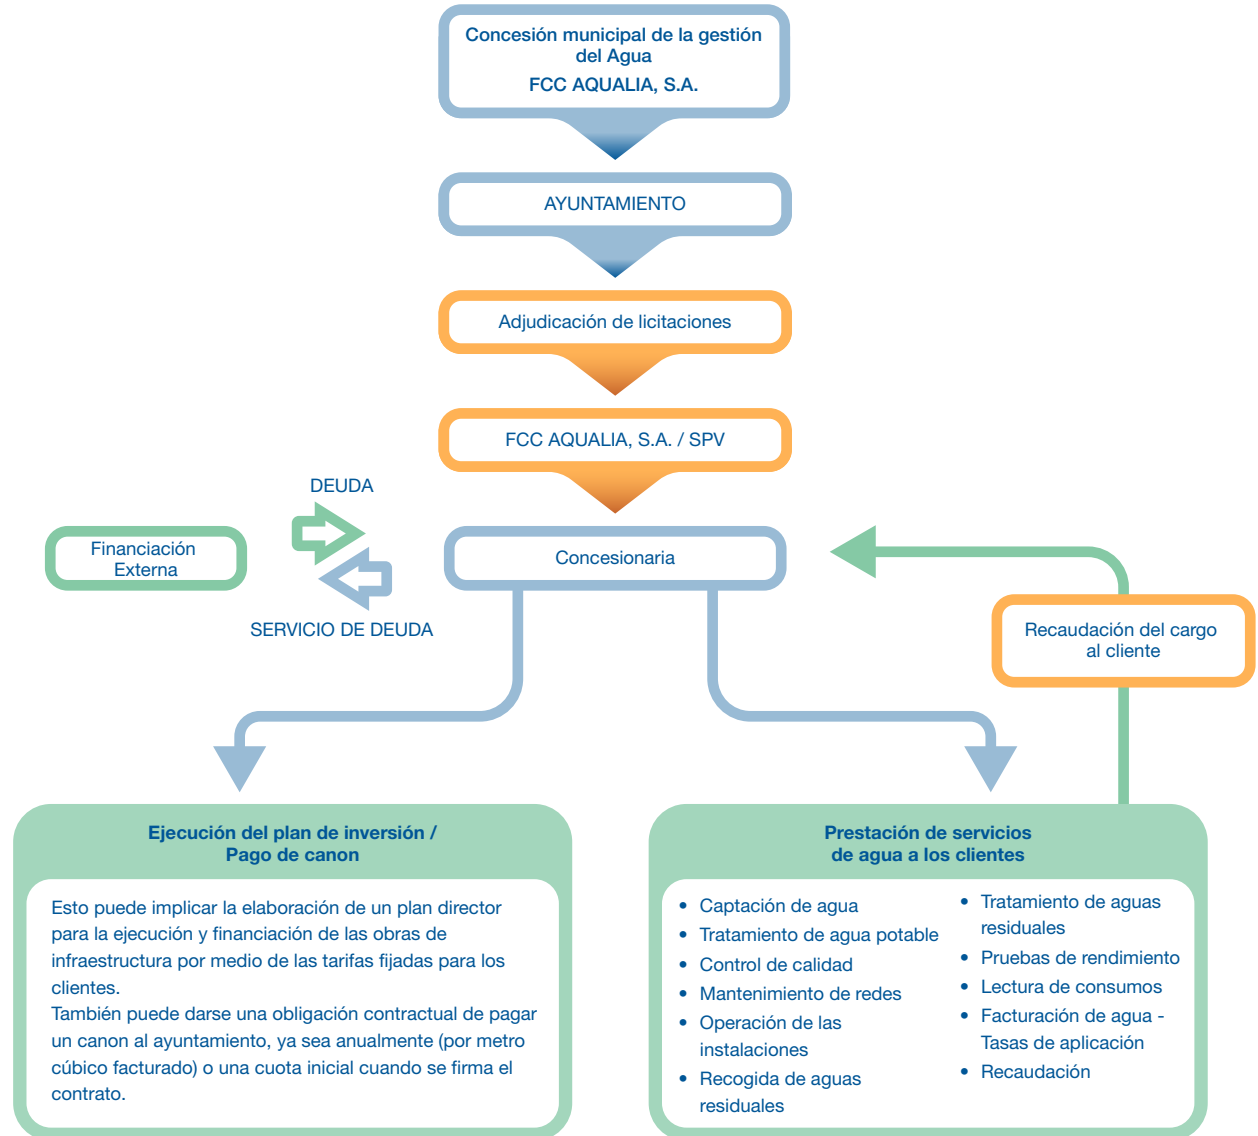 Concesión municipal de la gestión
del Agua
FCC AQUALIA, S.A.
AYUNTAMIENTO
Adjudicación de licitaciones
FCC AQUALIA, S.A. / SPV
DEUDA
Financiación
Externa
Concesionaria
SERVICIO DE DEUDA
Recaudación del cargo
al cliente
Ejecución del plan de inversión /
Pago de canon
Esto puede implicar la elaboración de un plan director
para la ejecución y financiación de las obras de
infraestructura por medio de las tarifas fijadas para los
clientes.
También puede darse una obligación contractual de pagar
un canon al ayuntamiento, ya sea anualmente (por metro
cúbico facturado) o una cuota inicial cuando se firma el
contrato.
Prestación de servicios
de agua a los clientes
• Captación de agua
• Tratamiento de agua potable
• Control de calidad
• Mantenimiento de redes
• Operación de las
instalaciones
• Recogida de aguas
residuales
• Tratamiento de aguas
residuales
• Pruebas de rendimiento
• Lectura de consumos
• Facturación de agua -
Tasas de aplicación
• Recaudación